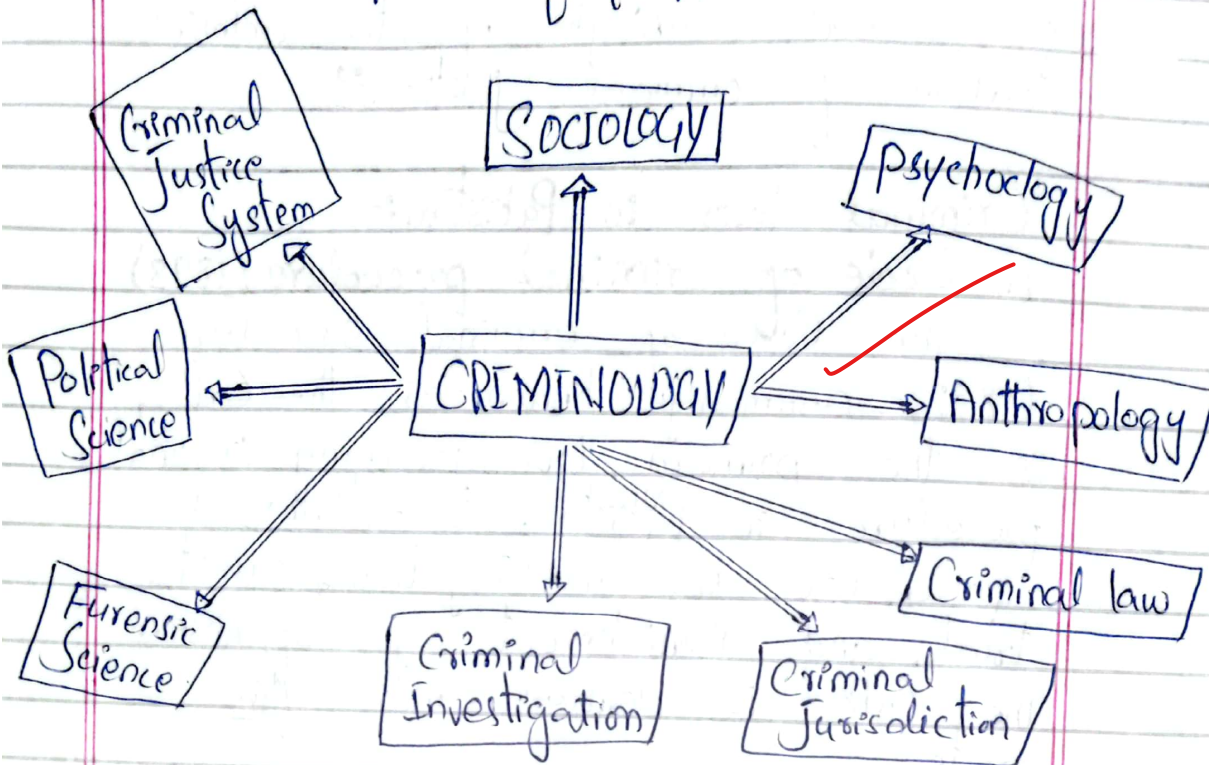 Criminal
Justice
System
SOCIOLOGY
Psychoclogy
Political
Science
CRIMINOLOGY
Anthropology
Furensic
Science
Criminal
Investigation
Criminal
Jurisdiction
Criminal law